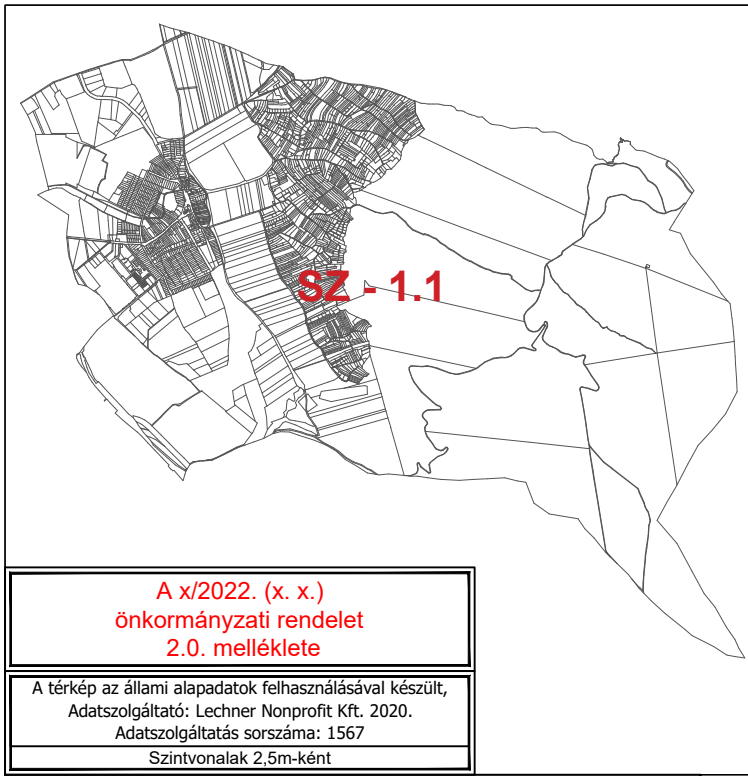 SZ - 1.1
A x/2022. (x. x.)
önkormányzati rendelet
2.0. melléklete
A térkép az állami alapadatok felhasználásával készült,
Adatszolgáltató: Lechner Nonprofit Kft. 2020.
Adatszolgáltatás sorszáma: 1567
Szintvonalak 2,5m-ként